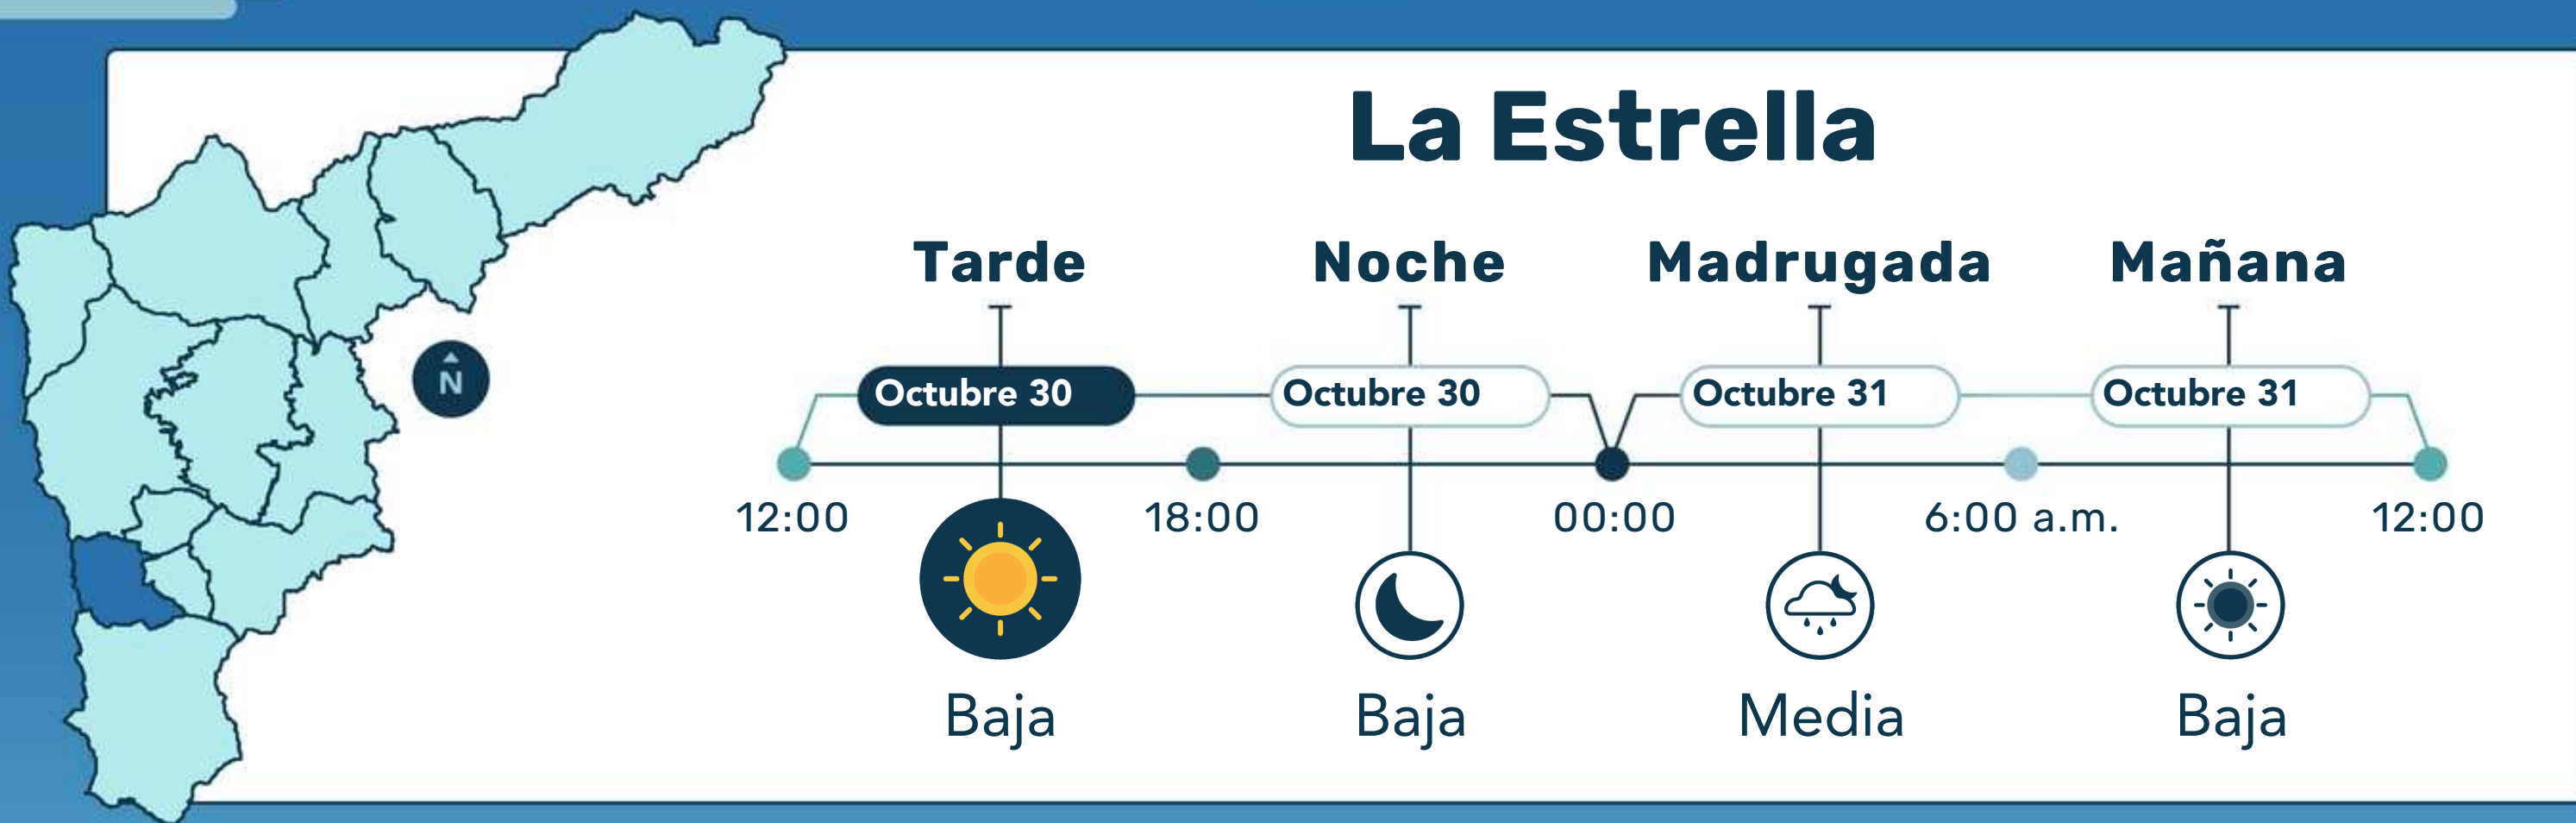 La Estrella
Tarde Noche Madrugada Mañana
Octubre 30 Octubre 30 Octubre 31 Octubre 31
N
12:00 18:00 00:00 6:00 a.m. 12:00
Baja Baja Media Baja